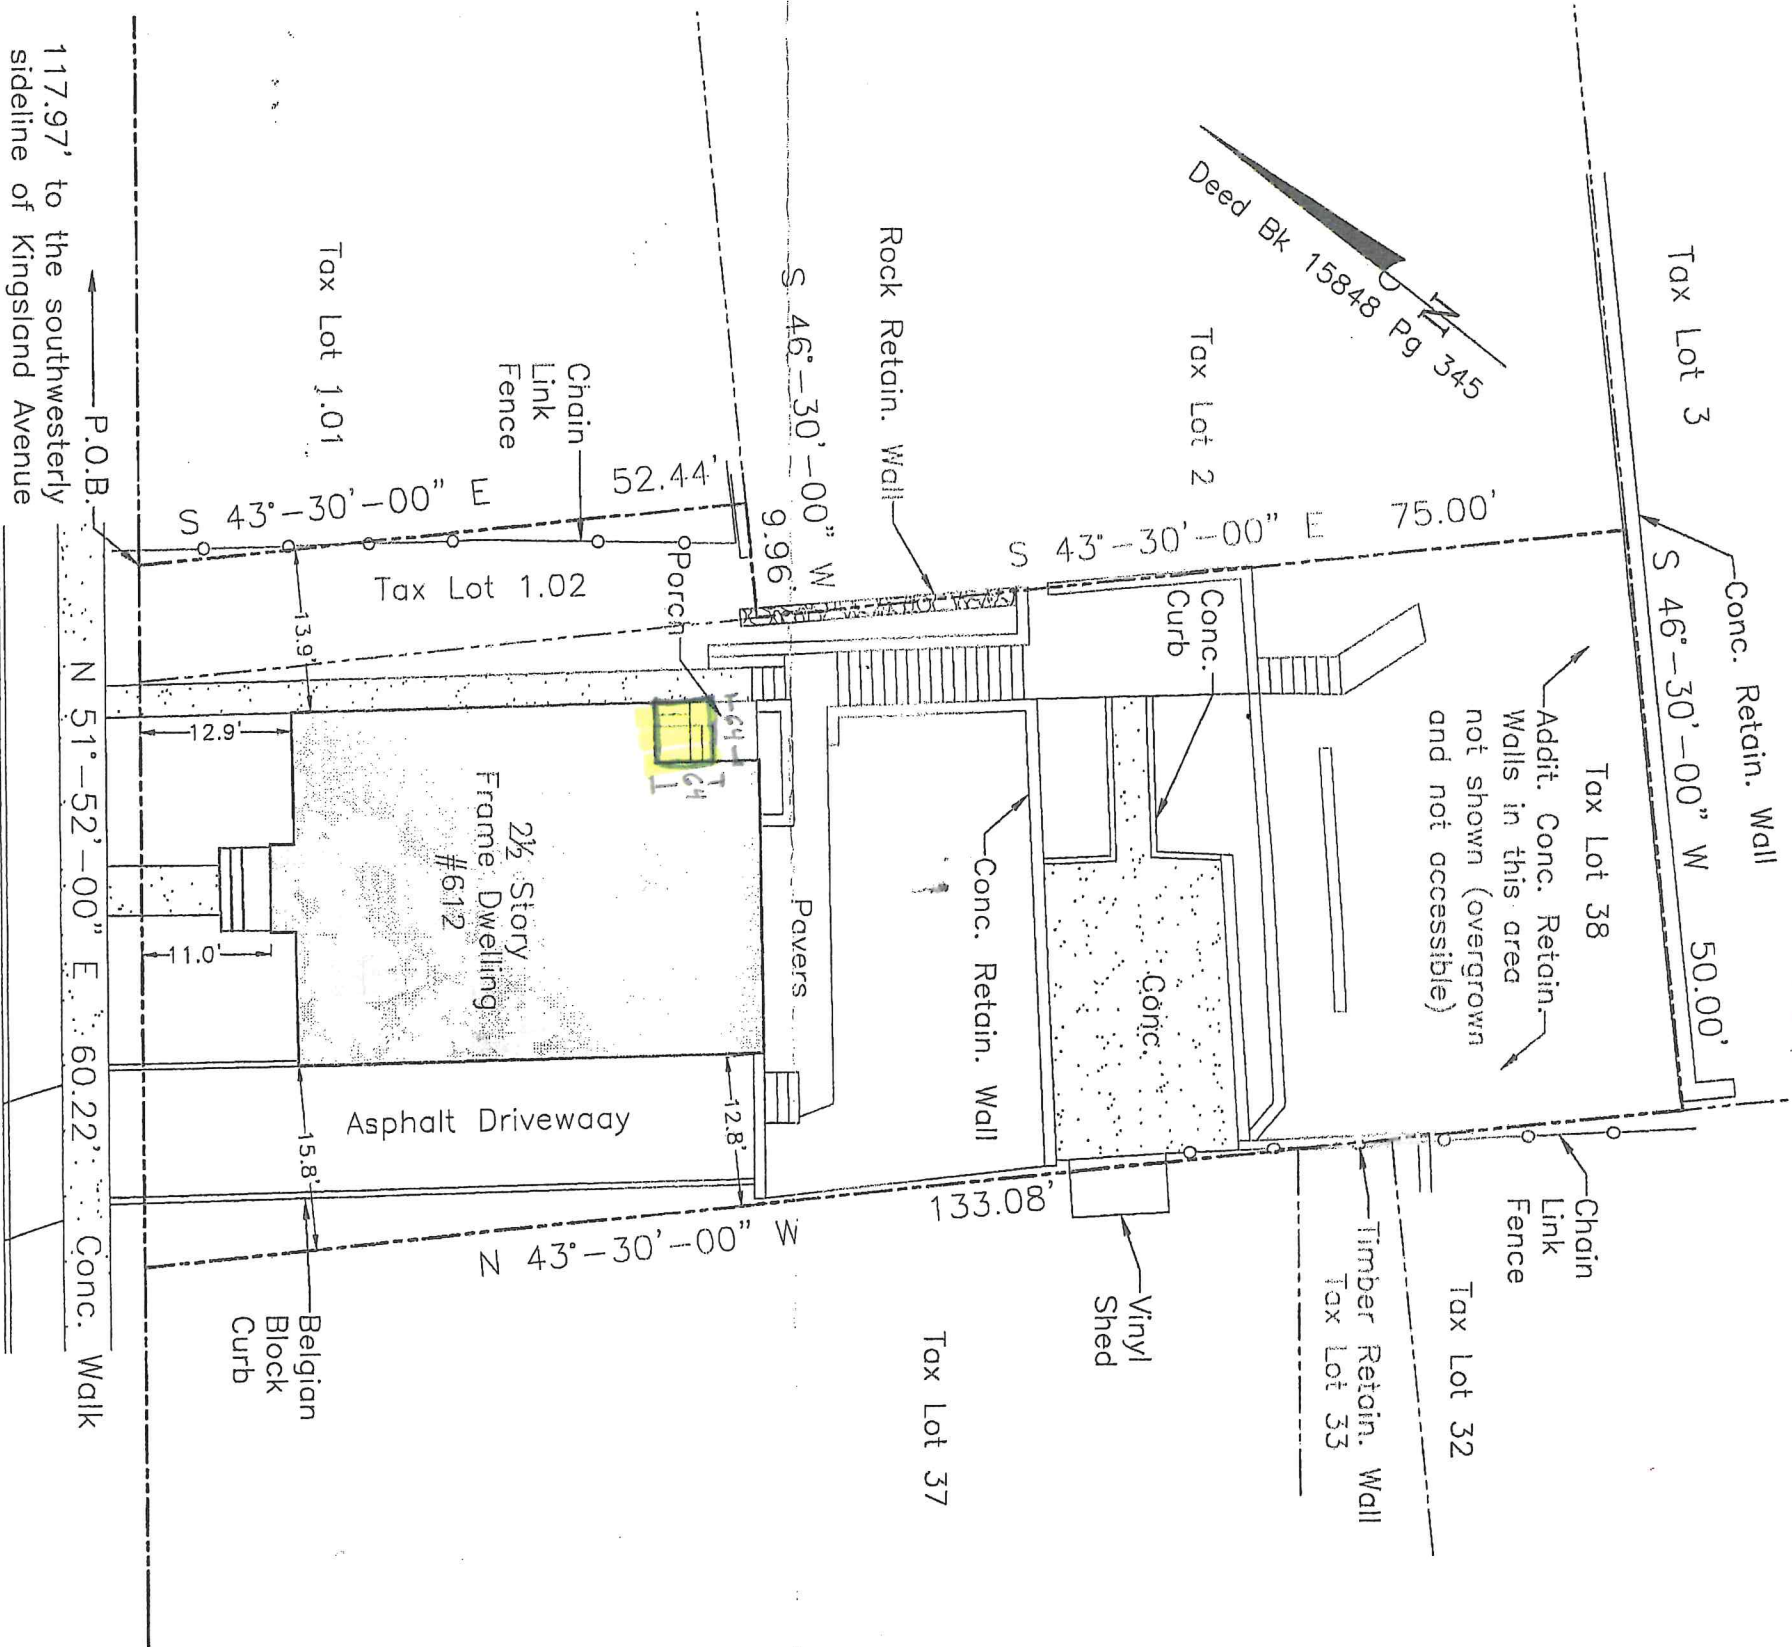 Tax Lot 3
Conc. Retain. Wall
S 46°-30'-00" W 50.00'
Deed Bk 15848 Pg 345
N
Tax Lot 38
Addit. Conc. Retain.
Walls in this area
not shown (overgrown
and not accessible)
Tax Lot 2
S 43°-30'-00" E 75.00'
Conc.
Curb
Rock Retain. Wall
S 46°-30'-00" W
9.96'
Conc.
Conc. Retain. Wall
Chain
Link
Fence
Timber Retain. Wall
Tax Lot 32
Tax Lot 33
Vinyl
Shed
133.08'
N 43°-30'-00" W
Tax Lot 37
Pavers
Chain
Link
Fence
52.44'
S 43°-30'-00" E
Tax Lot 1.01
Tax Lot 1.02
Porch
64
64
2½ Story
Frame Dwelling
#612
13.9'
12.9'
11.0'
12.8'
15.8'
Asphalt Driveway
Belgian
Block
Curb
P.O.B.
N 51°-52'-00" E 60.22'
Conc. Walk
117.97' to the southwesterly
sideline of Kingsland Avenue